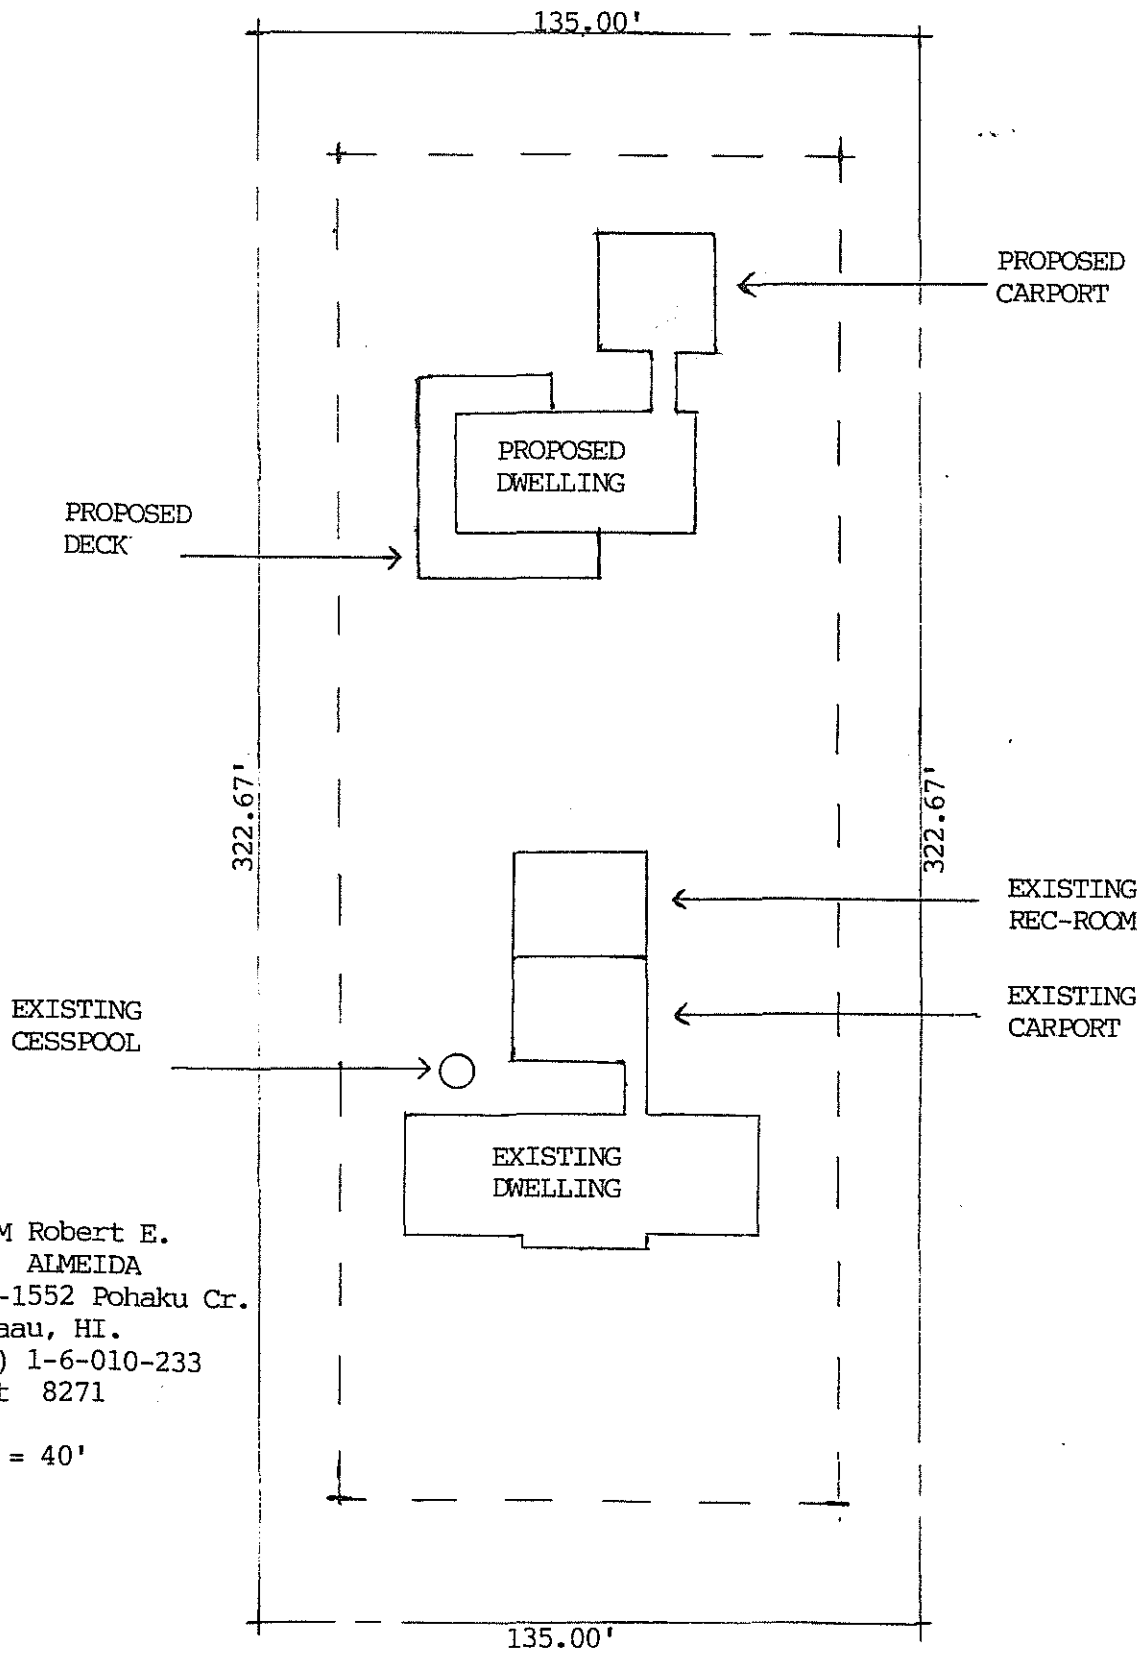 135.00'
PROPOSED
CARPORT
PROPOSED
DWELLING
PROPOSED
DECK
322.67'
322.67'
EXISTING
REC-ROOM
EXISTING
CARPORT
EXISTING
CESSPOOL
EXISTING
DWELLING
M Robert E.
ALMEIDA
-1552 Pohaku Cr.
aau, HI.
) 1-6-010-233
t 8271
= 40'
135.00'